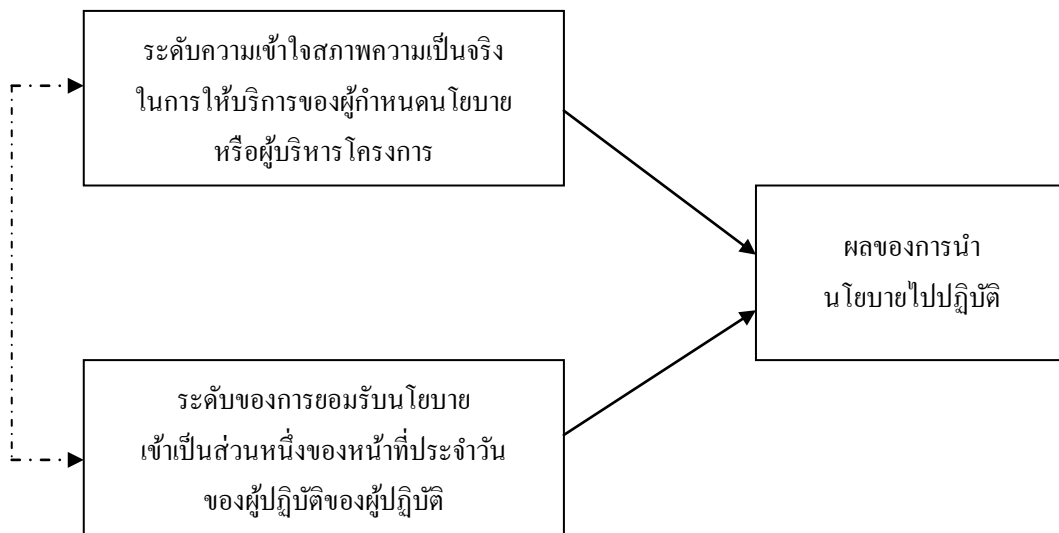 ระดับความเข้าใจสภาพความเป็นจริง
ในการให้บริการของผู้กำหนดนโยบาย
หรือผู้บริหารโครงการ
ผลของการนำ
นโยบายไปปฏิบัติ
ระดับของการยอมรับนโยบาย
เข้าเป็นส่วนหนึ่งของหน้าที่ประจำวัน
ของผู้ปฏิบัติของผู้ปฏิบัติ